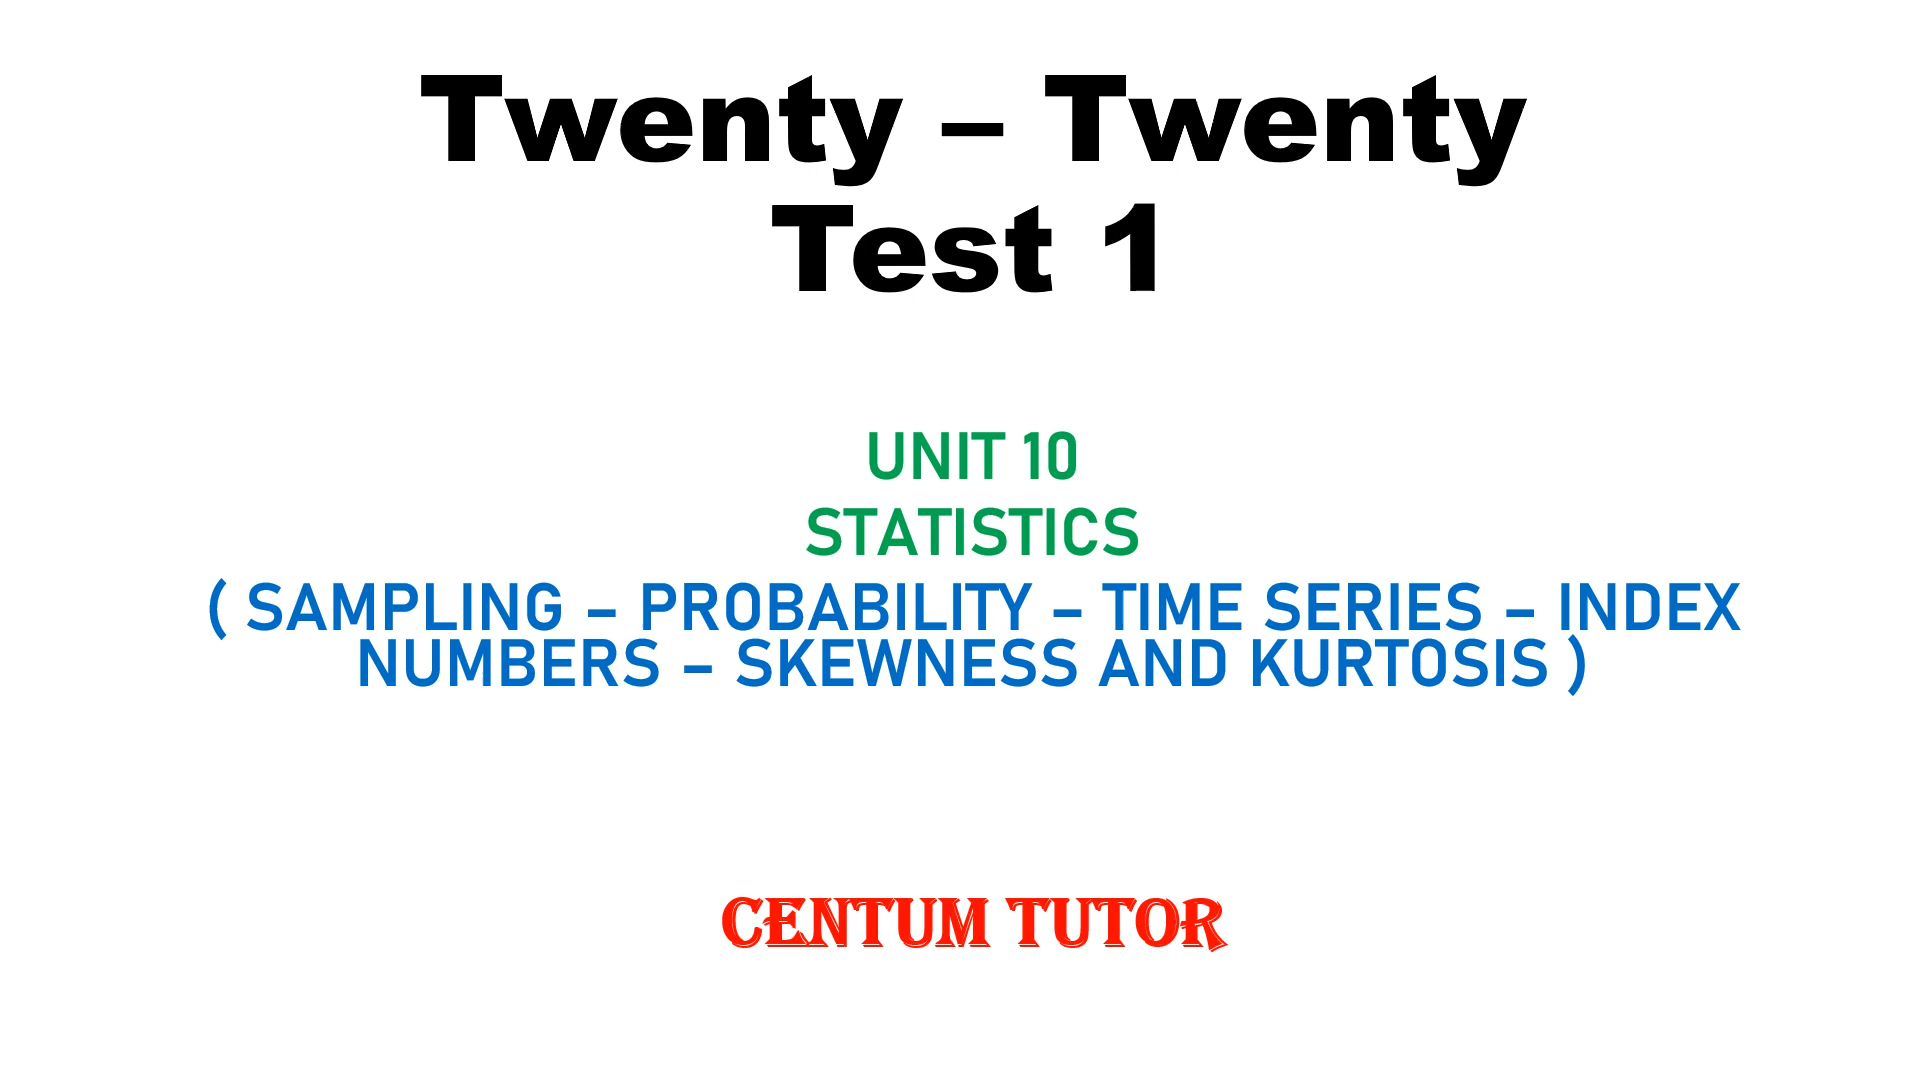 Twenty – Twenty
Test 1
UNIT 10
STATISTICS
( SAMPLING – PROBABILITY – TIME SERIES – INDEX
NUMBERS – SKEWNESS AND KURTOSIS )
CENTUM TUTOR